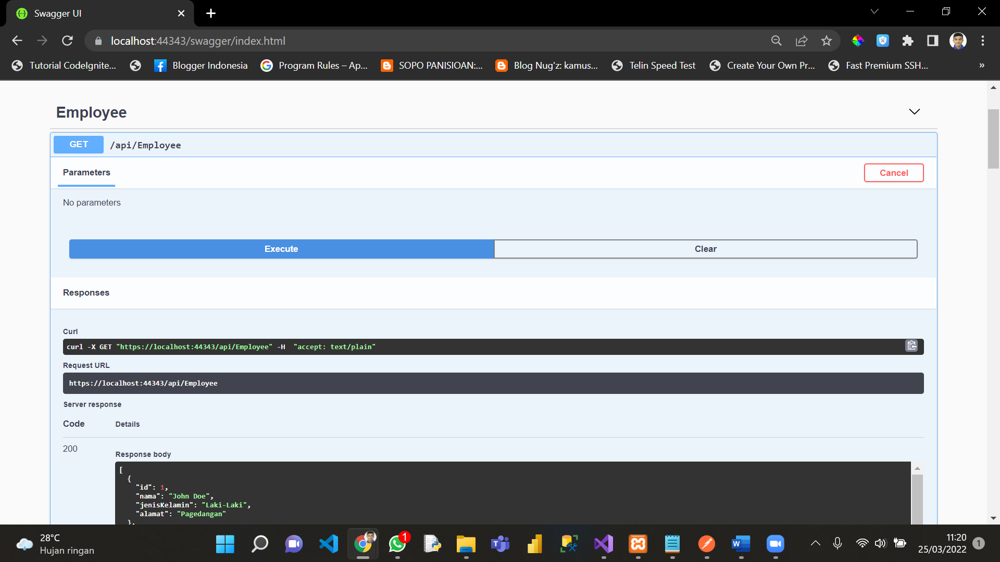 Swagger UI
localhost:44343/swagger/index.html
Tutorial CodeIgnite...
Blogger Indonesia
Program Rules – Ap...
SOPO PANISIOAN:...
Blog Nug'z: kamus...
Telin Speed Test
Create Your Own Pr...
Fast Premium SSH...
»
Employee
GET /api/Employee
Parameters
Cancel
No parameters
Execute
Clear
Responses
Curl
curl -X GET "https://localhost:44343/api/Employee" -H  "accept: text/plain"
Request URL
https://localhost:44343/api/Employee
Server response
Code Details
200
Response body
[
{
"id": 1,
"nama": "John Doe",
"jenisKelamin": "Laki-Laki",
"alamat": "Pagedangan"
},
28°C
Hujan ringan
1
11:20
25/03/2022
1